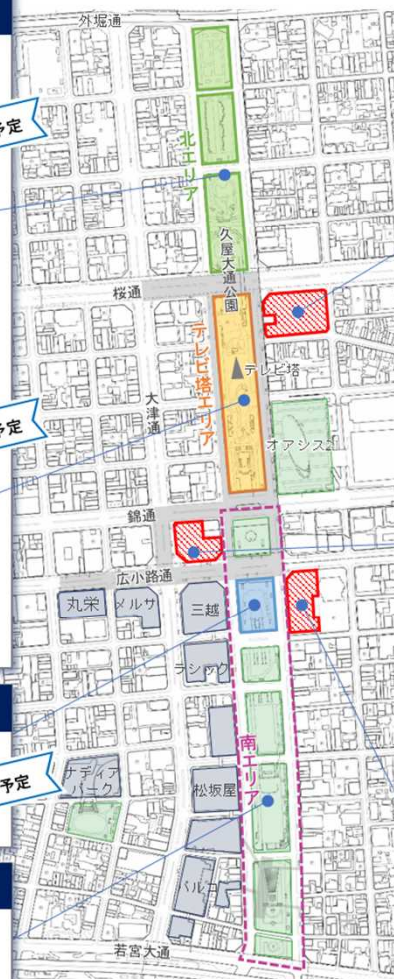 外堀通
予定
北エリア
久屋大通公園
桜通
テレビ塔
テレビ塔エリア
大津通
予定
オアシス21
錦通
広小路通
丸栄
メルサ
三越
ラシック
南エリア
予定
ナディア
パーク
松坂屋
パルコ
若宮大通